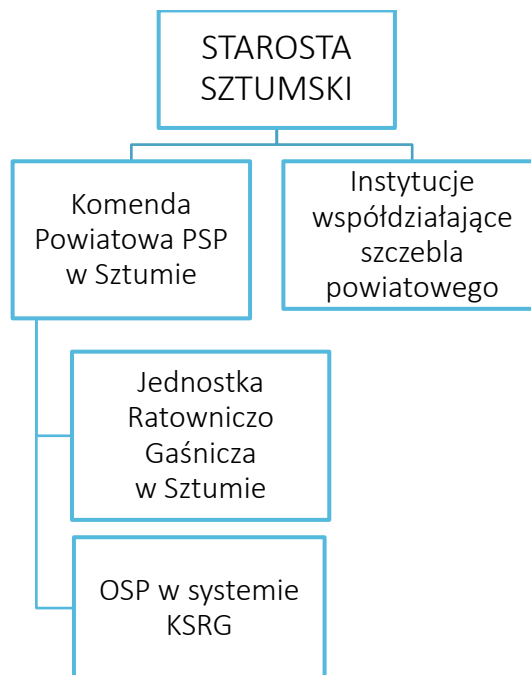 STAROSTA
SZTUMSKI
Komenda
Powiatowa PSP
w Sztumie
Instytucje
współdziałające
szczebla
powiatowego
Jednostka
Ratowniczo
Gaśnicza
w Sztumie
OSP w systemie
KSRG